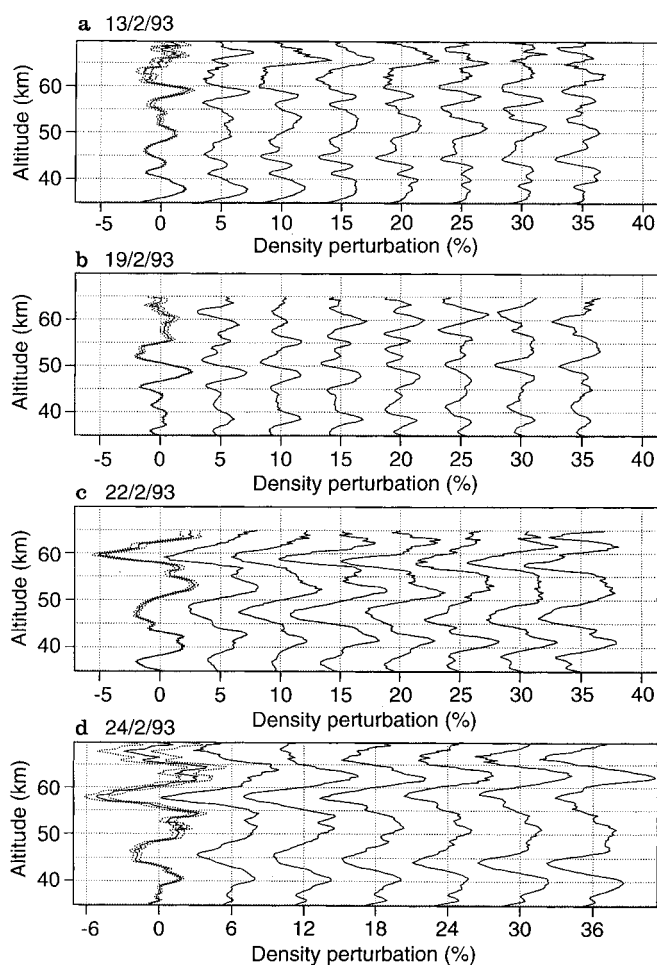 a 13/2/93
Altitude (km)
60
50
40
-5 0 5 10 15 20 25 30 35 40
Density perturbation (%)
b 19/2/93
Altitude (km)
60
50
40
-5 0 5 10 15 20 25 30 35 40
Density perturbation (%)
c 22/2/93
Altitude (km)
60
50
40
-5 0 5 10 15 20 25 30 35 40
Density perturbation (%)
d 24/2/93
Altitude (km)
60
50
40
-6 0 6 12 18 24 30 36
Density perturbation (%)